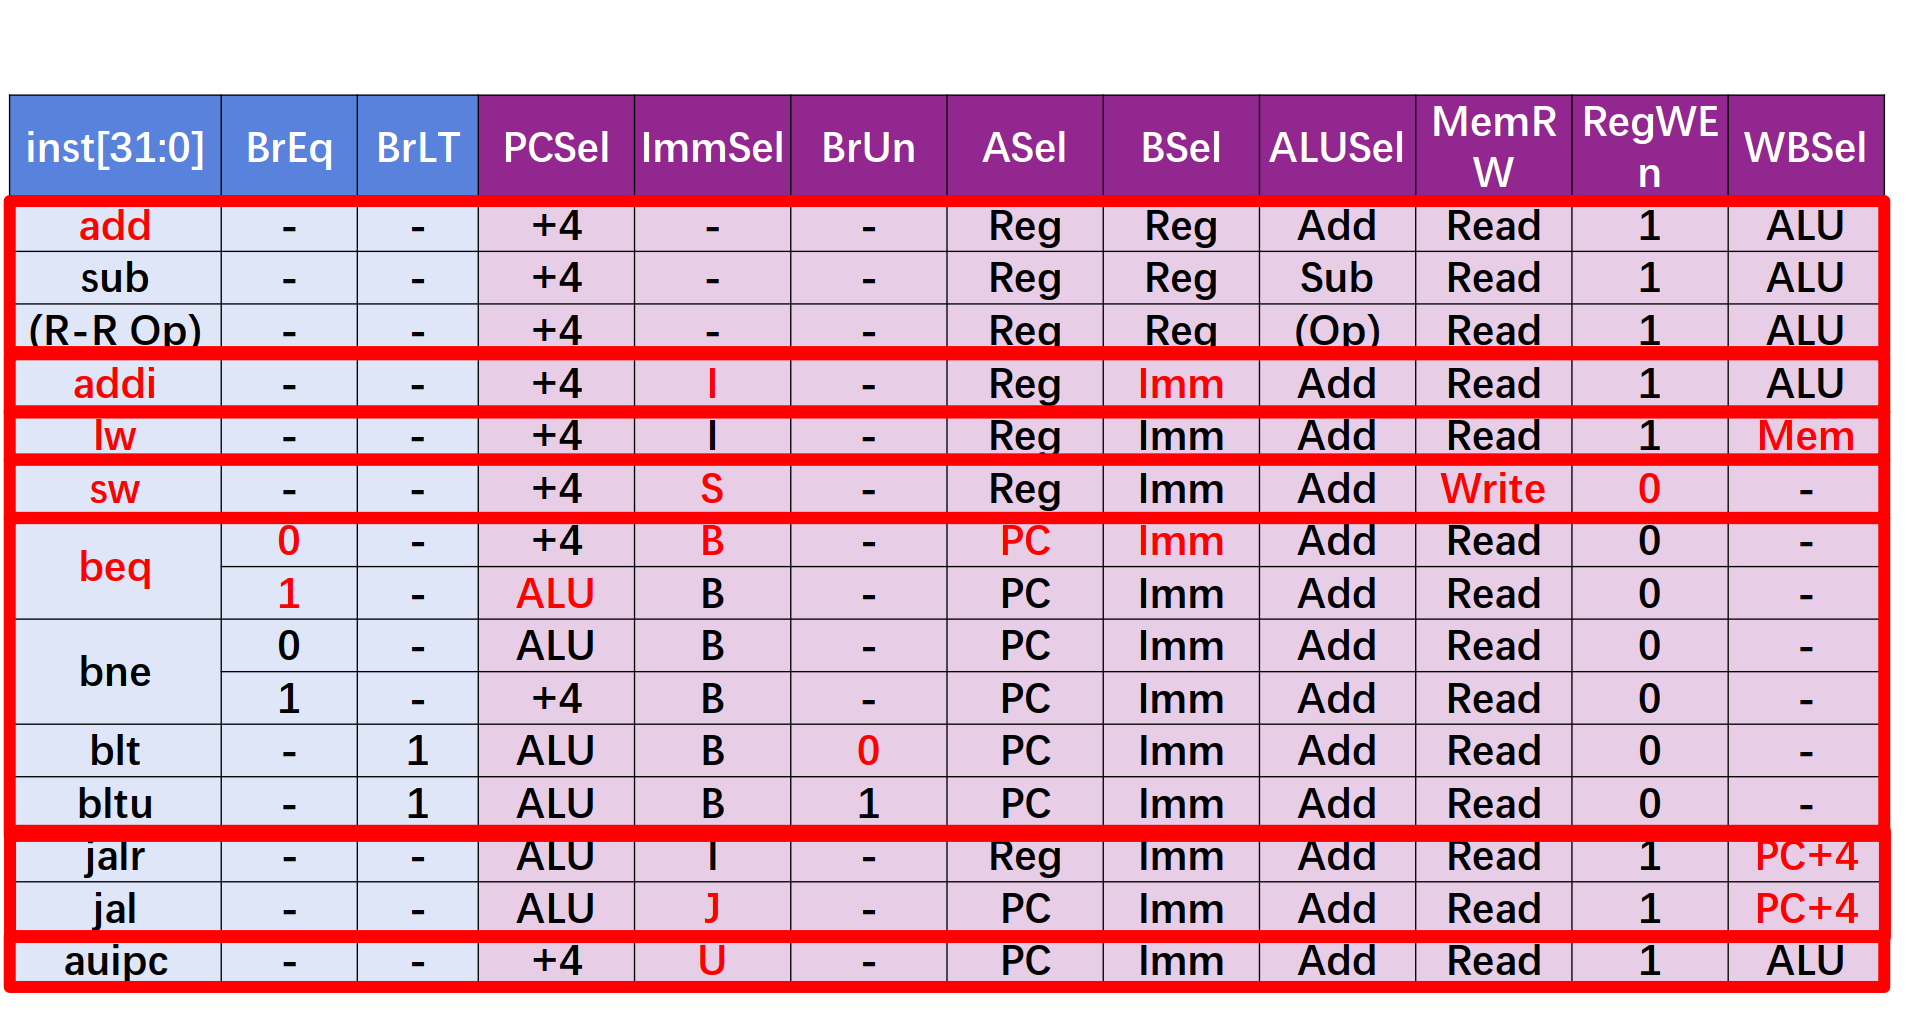 inst[31:0] BrEq BrLT PCSel ImmSel BrUn ASel BSel ALUSel MemR W RegWE n WBSel
add - - +4 - - Reg Reg Add Read 1 ALU
sub - - +4 - - Reg Reg Sub Read 1 ALU
(R-R Op) - - +4 - - Reg Reg (Op) Read 1 ALU
addi - - +4 I - Reg Imm Add Read 1 ALU
lw - - +4 I - Reg Imm Add Read 1 Mem
sw - - +4 S - Reg Imm Add Write 0 -
beq 0 - +4 B - PC Imm Add Read 0 -
1 - ALU B - PC Imm Add Read 0 -
bne 0 - ALU B - PC Imm Add Read 0 -
1 - +4 B - PC Imm Add Read 0 -
blt - 1 ALU B 0 PC Imm Add Read 0 -
bltu - 1 ALU B 1 PC Imm Add Read 0 -
jalr - - ALU I - Reg Imm Add Read 1 PC+4
jal - - ALU J - PC Imm Add Read 1 PC+4
auipc - - +4 U - PC Imm Add Read 1 ALU